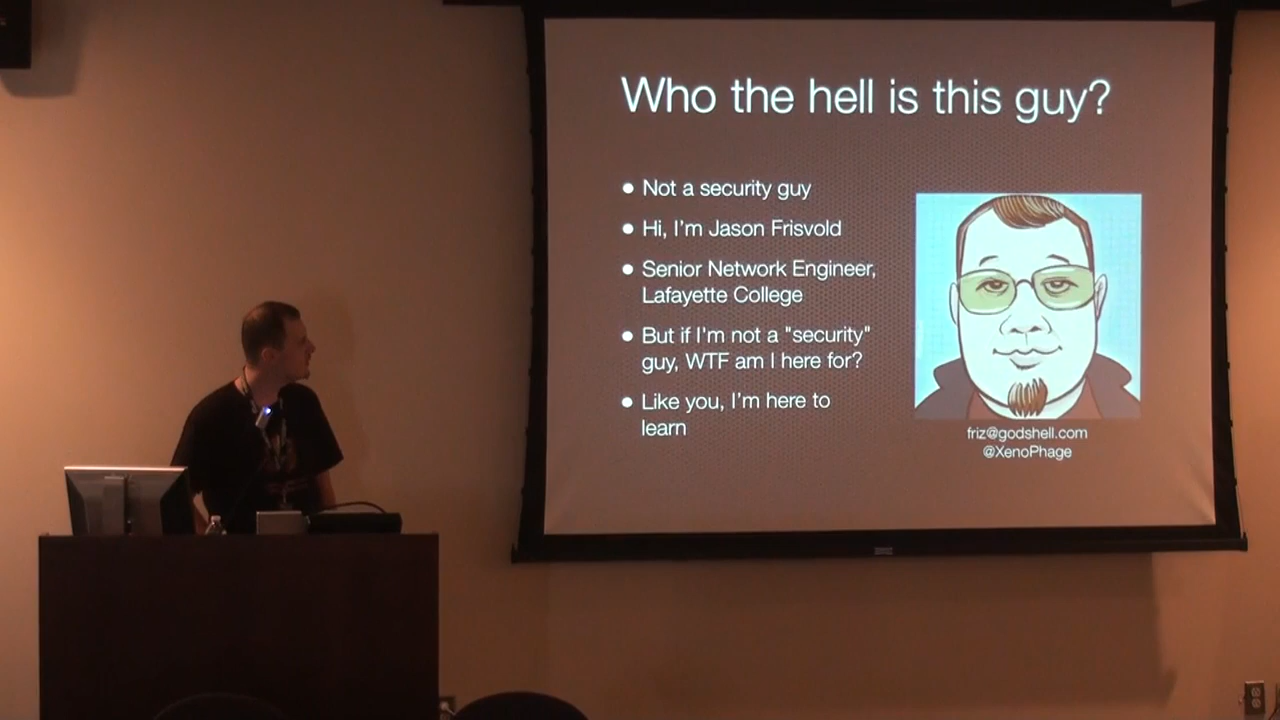 Who the hell is this guy?
Not a security guy
Hi, I'm Jason Frisvold
Senior Network Engineer,
Lafayette College
But if I'm not a "security"
guy, WTF am I here for?
Like you, I'm here to
learn
friz@godshell.com
@XenoPhage